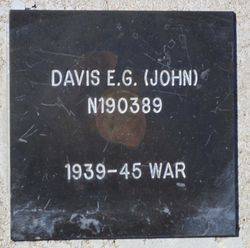 DAVIS E.G. (JOHN)
N190389
1939-45 WAR